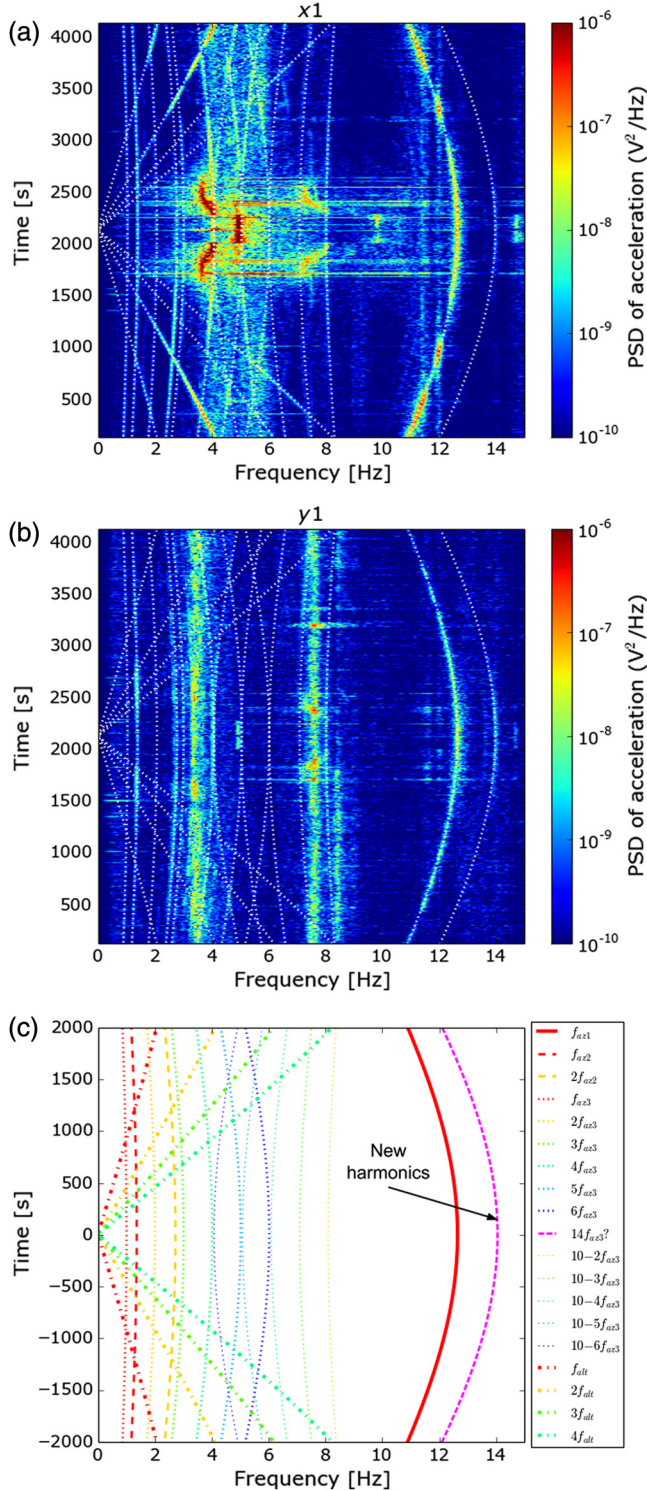 (a)
x1
4000
3500
3000
2500
2000
1500
1000
500
Time [s]
0 2 4 6 8 10 12 14
Frequency [Hz]
10^-6
10^-7
10^-8
10^-9
10^-10
PSD of acceleration (V^2/Hz)
(b)
y1
4000
3500
3000
2500
2000
1500
1000
500
Time [s]
0 2 4 6 8 10 12 14
Frequency [Hz]
10^-6
10^-7
10^-8
10^-9
10^-10
PSD of acceleration (V^2/Hz)
(c)
2000
1500
1000
500
0
−500
−1000
−1500
−2000
Time [s]
0 2 4 6 8 10 12 14
Frequency [Hz]
New
harmonics
f_az1
f_az2
2f_az2
f_az3
2f_az3
3f_az3
4f_az3
5f_az3
6f_az3
14f_az3?
10−2f_az3
10−3f_az3
10−4f_az3
10−5f_az3
10−6f_az3
f_alt
2f_alt
3f_alt
4f_alt